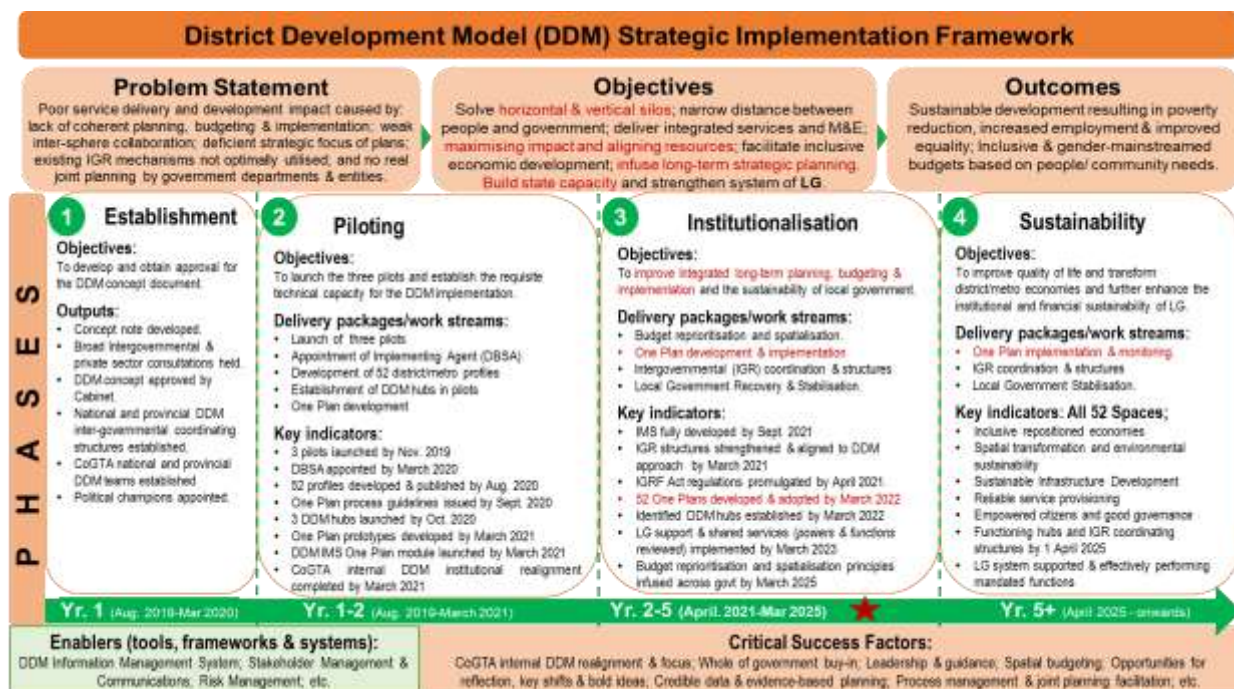 District Development Model (DDM) Strategic Implementation Framework
Problem Statement
Poor service delivery and development impact caused by:
lack of coherent planning, budgeting & implementation; weak
inter-sphere collaboration; deficient strategic focus of plans;
existing IGR mechanisms not optimally utilised; and no real
joint planning by government departments & entities.
Objectives
Solve horizontal & vertical silos; narrow distance between
people and government; deliver integrated services and M&E;
maximising impact and aligning resources; facilitate inclusive
economic development; infuse long-term strategic planning.
Build state capacity and strengthen system of LG.
Outcomes
Sustainable development resulting in poverty
reduction, increased employment & improved
equality; Inclusive & gender-mainstreamed
budgets based on people/ community needs.
PHASES
1 Establishment
Objectives:
To develop and obtain approval for
the DDM concept document.
Outputs:
• Concept note developed.
• Broad Intergovernmental &
private sector consultations held.
• DDM concept approved by
Cabinet
• National and provincial DDM
inter-governmental coordinating
structures established.
• CoGTA national and provincial
DDM teams established
• Political champions appointed.
2 Piloting
Objectives:
To launch the three pilots and establish the requisite
technical capacity for the DDM implementation.
Delivery packages/work streams:
• Launch of three pilots
• Appointment of Implementing Agent (DBSA)
• Development of 52 district/metro profiles
• Establishment of DDM hubs in pilots
• One Plan development
Key indicators:
• 3 pilots launched by Nov. 2019
• DBSA appointed by March 2020
• 52 profiles developed & published by Aug. 2020
• One Plan process guidelines issued by Sept. 2020
• 3 DDM hubs launched by Oct. 2020
• One Plan prototypes developed by March 2021
• DDM IMS One Plan module launched by March 2021
• CoGTA internal DDM institutional realignment
completed by March 2021
3 Institutionalisation
Objectives:
To improve integrated long-term planning, budgeting &
implementation and the sustainability of local government.
Delivery packages/work streams:
• Budget reprioritisation and spatialisation.
• One Plan development & implementation
• Intergovernmental (IGR) coordination & structures
• Local Government Recovery & Stabilisation.
Key indicators:
• IMS fully developed by Sept. 2021
• IGR structures strengthened & aligned to DDM
approach by March 2021
• IGRF Act regulations promulgated by April 2021
• 52 One Plans developed & adopted by March 2022
• Identified DDM hubs established by March 2022
• LG support & shared services (powers & functions
reviewed) implemented by March 2023
• Budget reprioritisation and spatialisation principles
infused across govt by March 2025
4 Sustainability
Objectives:
To improve quality of life and transform
district/metro economies and further enhance the
institutional and financial sustainability of LG.
Delivery packages/work streams:
• One Plan implementation & monitoring.
• IGR coordination & structures
• Local Government Stabilisation.
Key indicators: All 52 Spaces;
• Inclusive repositioned economies
• Spatial transformation and environmental
sustainability
• Sustainable Infrastructure Development
• Reliable service provisioning
• Empowered citizens and good governance
• Functioning hubs and IGR coordinating
structures by 1 April 2025
• LG system supported & effectively performing
mandated functions
Yr. 1 (Aug. 2019-Mar 2020)
Yr. 1-2 (Aug. 2019-March 2021)
Yr. 2-5 (April. 2021-Mar 2025)
Yr. 5+ (April 2025 - onwards)
Enablers (tools, frameworks & systems):
DDM Information Management System; Stakeholder Management &
Communications; Risk Management; etc.
Critical Success Factors:
CoGTA internal DDM realignment & focus; Whole of government buy-in; Leadership & guidance; Spatial budgeting; Opportunities for
reflection, key shifts & bold ideas; Credible data & evidence-based planning; Process management & joint planning facilitation; etc.